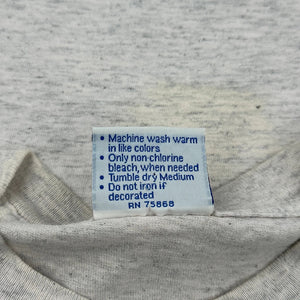 • Machine wash warm
in like colors
• Only non-chlorine
bleach, when needed
• Tumble dry Medium
• Do not iron if
decorated
RN 75868